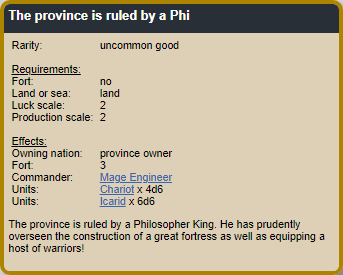 The province is ruled by a Phi
Rarity: uncommon good
Requirements:
Fort: no
Land or sea: land
Luck scale: 2
Production scale: 2
Effects:
Owning nation: province owner
Fort: 3
Commander: Mage Engineer
Units: Chariot x 4d6
Units: Icarid x 6d6
The province is ruled by a Philosopher King. He has prudently
overseen the construction of a great fortress as well as equipping a
host of warriors!